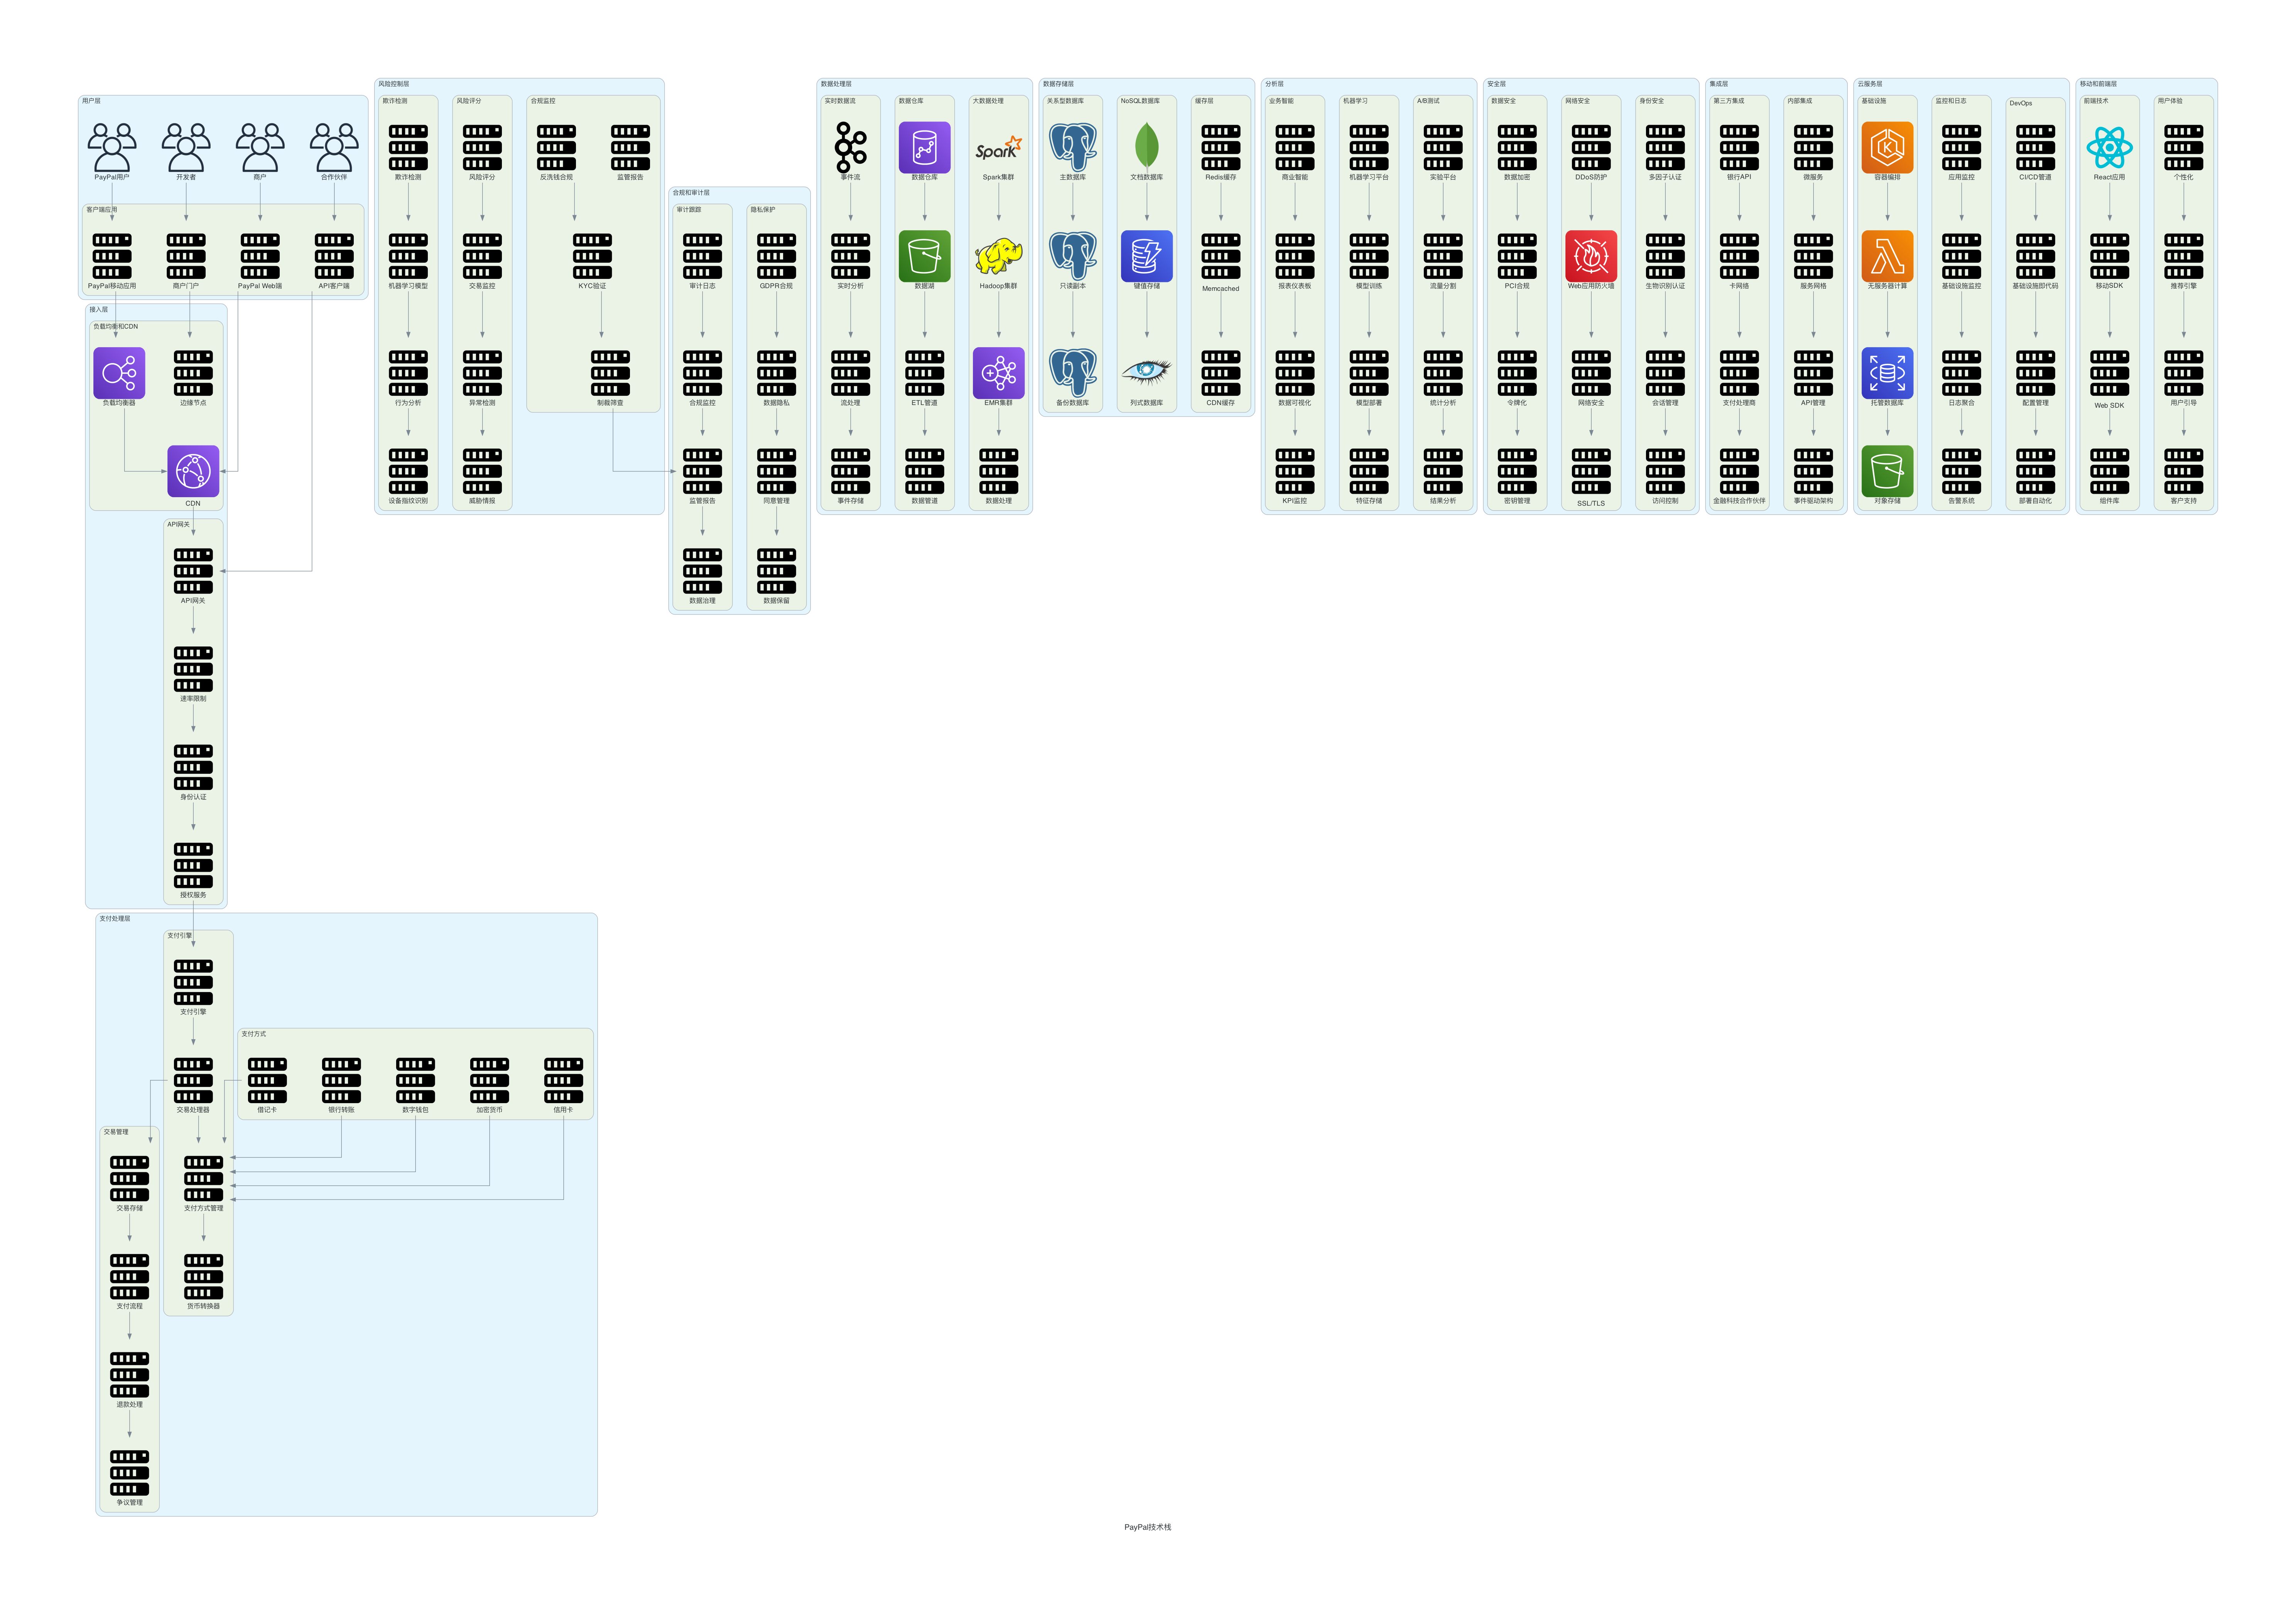 用户层
PayPal用户
开发者
商户
合作伙伴
客户端应用
PayPal移动应用
商户门户
PayPal Web端
API客户端
接入层
负载均衡和CDN
负载均衡器
边缘节点
CDN
API网关
API网关
速率限制
身份认证
授权服务
支付处理层
支付引擎
支付引擎
交易处理器
支付方式管理
货币转换器
支付方式
借记卡
银行转账
数字钱包
加密货币
信用卡
交易管理
交易存储
支付流程
退款处理
争议管理
风险控制层
欺诈检测
欺诈检测
机器学习模型
行为分析
设备指纹识别
风险评分
风险评分
交易监控
异常检测
威胁情报
合规监控
反洗钱合规
监管报告
KYC验证
制裁筛查
合规和审计层
审计跟踪
审计日志
合规监控
监管报告
数据治理
隐私保护
GDPR合规
数据隐私
同意管理
数据保留
数据处理层
实时数据流
事件流
实时分析
流处理
事件存储
数据仓库
数据仓库
数据湖
ETL管道
数据管道
大数据处理
Spark
Spark集群
Hadoop集群
EMR集群
数据处理
数据存储层
关系型数据库
主数据库
只读副本
备份数据库
NoSQL数据库
文档数据库
键值存储
列式数据库
缓存层
Redis缓存
Memcached
CDN缓存
分析层
业务智能
商业智能
报表仪表板
数据可视化
KPI监控
机器学习
机器学习平台
模型训练
模型部署
特征存储
A/B测试
实验平台
流量分割
统计分析
结果分析
安全层
数据安全
数据加密
PCI合规
令牌化
密钥管理
网络安全
DDoS防护
Web应用防火墙
网络安全
SSL/TLS
身份安全
多因子认证
生物识别认证
会话管理
访问控制
集成层
第三方集成
银行API
卡网络
支付处理商
金融科技合作伙伴
内部集成
微服务
服务网格
API管理
事件驱动架构
云服务层
基础设施
容器编排
无服务器计算
托管数据库
对象存储
监控和日志
应用监控
基础设施监控
日志聚合
告警系统
DevOps
CI/CD管道
基础设施即代码
配置管理
部署自动化
移动和前端层
前端技术
React应用
移动SDK
Web SDK
组件库
用户体验
个性化
推荐引擎
用户引导
客户支持
PayPal技术栈